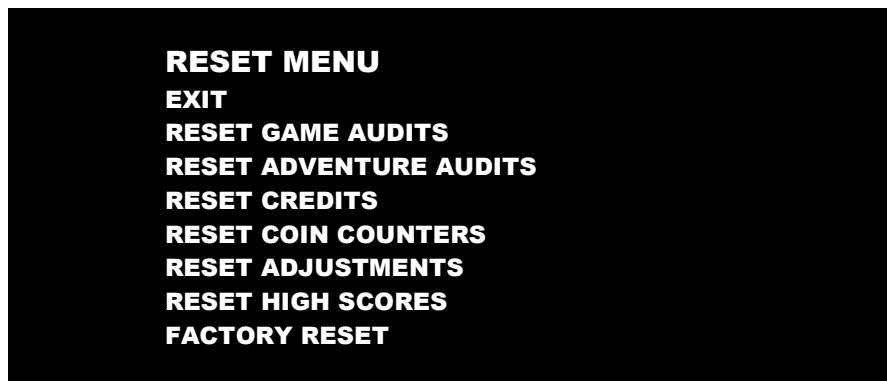 RESET MENU
EXIT
RESET GAME AUDITS
RESET ADVENTURE AUDITS
RESET CREDITS
RESET COIN COUNTERS
RESET ADJUSTMENTS
RESET HIGH SCORES
FACTORY RESET